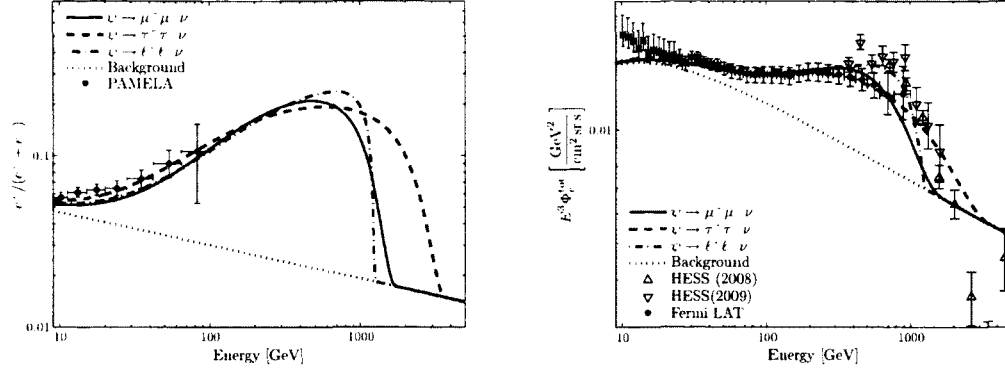 ψ → μ⁻ μ ν
ψ → τ⁻ τ ν
ψ → ℓ⁺ℓ ν
Background
PAMELA
0.1
0.01
10 100 1000
Energy [GeV]
0.01
ψ → μ⁻ μ ν
ψ → τ⁻ τ ν
ψ → ℓ⁺ℓ ν
Background
HESS (2008)
HESS(2009)
Fermi LAT
10 100 1000
Energy [GeV]